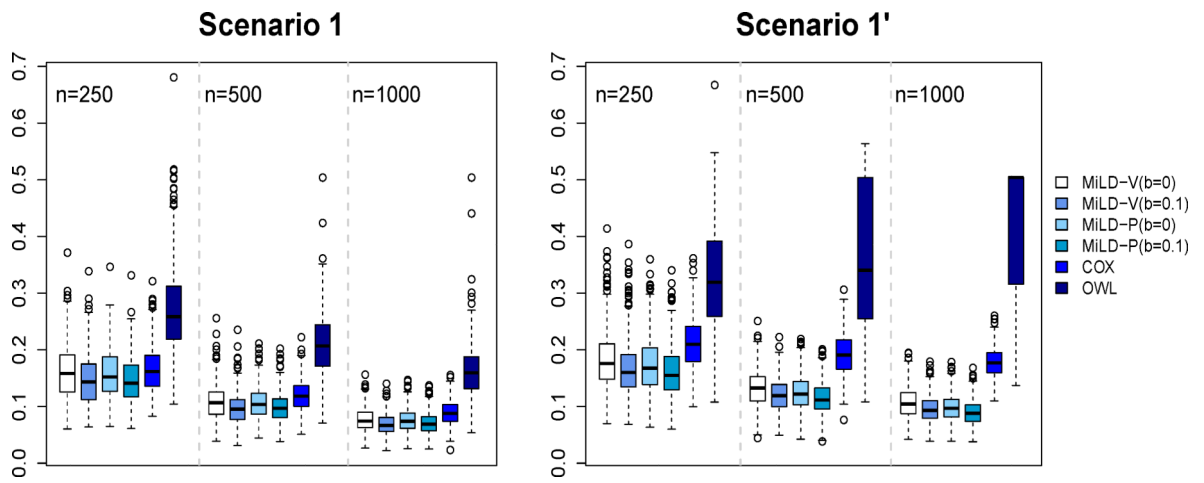 Scenario 1
0.7
0.6
0.5
0.4
0.3
0.2
0.1
0.0
n=250
n=500
n=1000
Scenario 1'
0.7
0.6
0.5
0.4
0.3
0.2
0.1
0.0
n=250
n=500
n=1000
MiLD−V(b=0)
MiLD−V(b=0.1)
MiLD−P(b=0)
MiLD−P(b=0.1)
COX
OWL